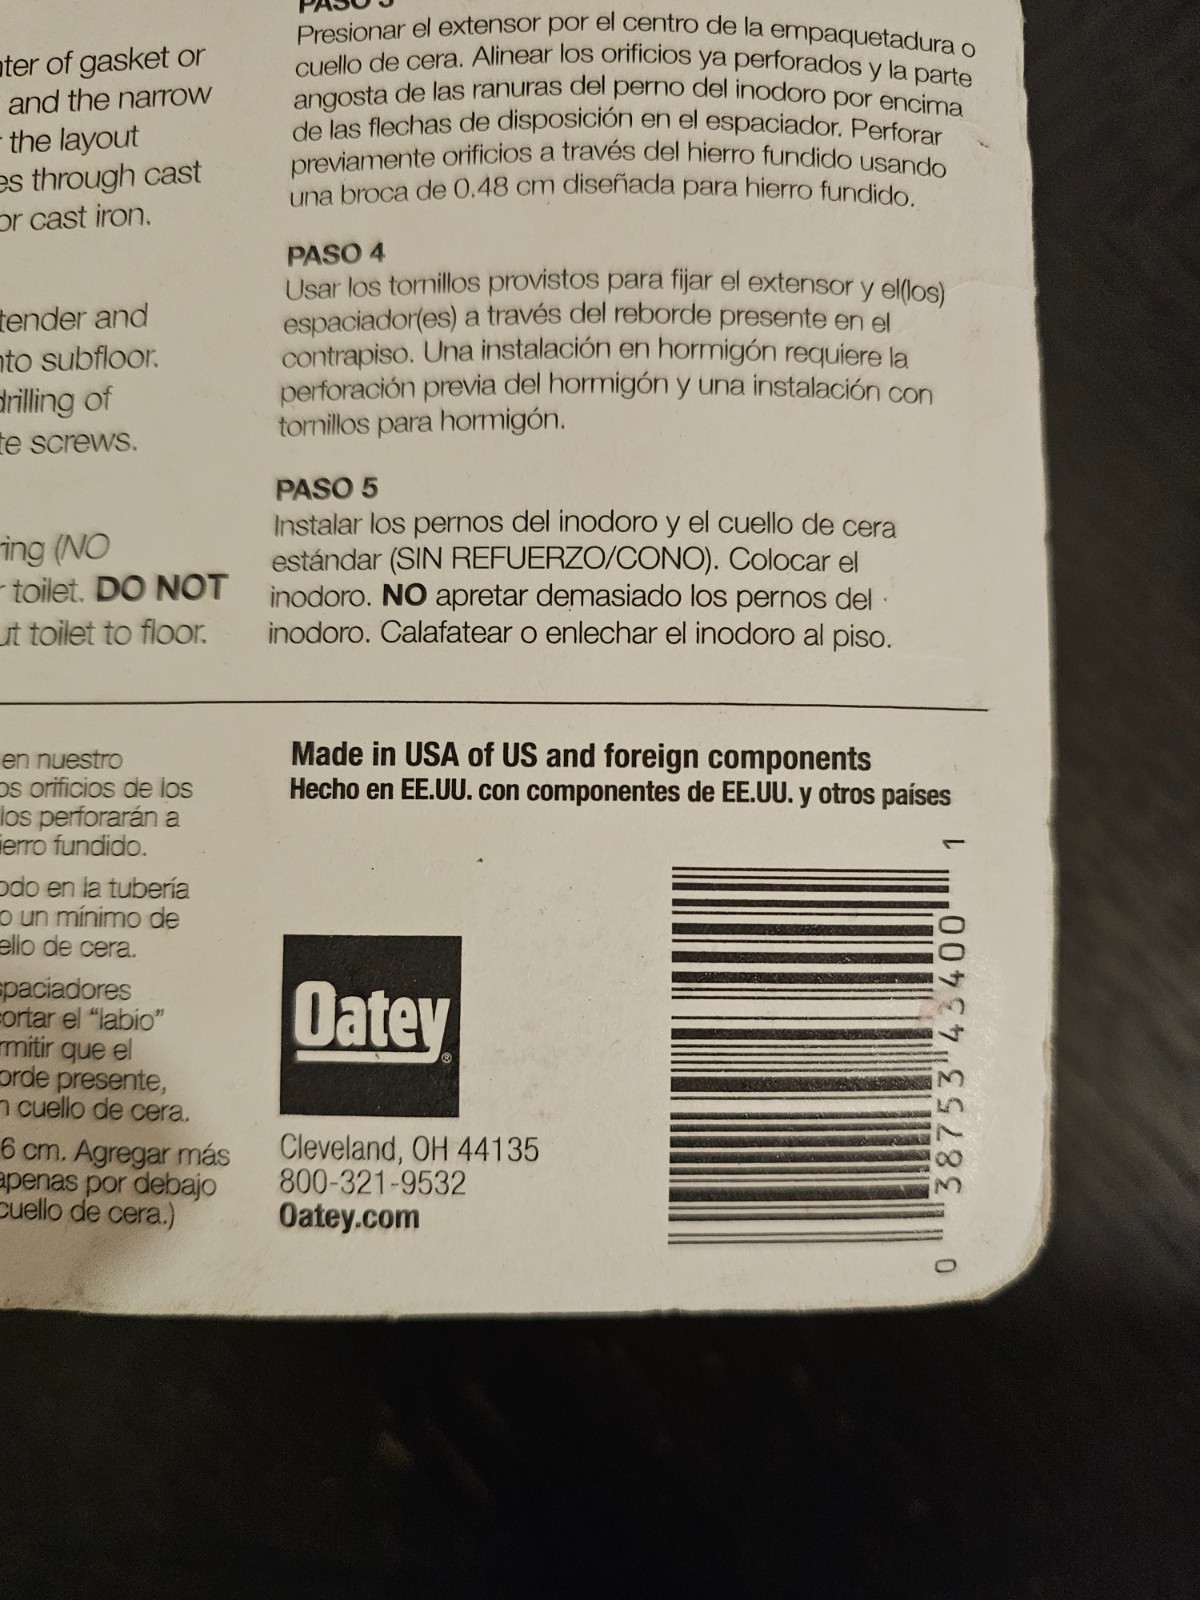 nter of gasket or
and the narrow
the layout
es through cast
or cast iron.
tender and
nto subfloor.
drilling of
te screws.
ring (NO
toilet. DO NOT
ut toilet to floor.
PASO 3
Presionar el extensor por el centro de la empaquetadura o
cuello de cera. Alinear los orificios ya perforados y la parte
angosta de las ranuras del perno del inodoro por encima
de las flechas de disposición en el espaciador. Perforar
previamente orificios a través del hierro fundido usando
una broca de 0.48 cm diseñada para hierro fundido.
PASO 4
Usar los tornillos provistos para fijar el extensor y el(los)
espaciador(es) a través del reborde presente en el
contrapiso. Una instalación en hormigón requiere la
perforación previa del hormigón y una instalación con
tornillos para hormigón.
PASO 5
Instalar los pernos del inodoro y el cuello de cera
estándar (SIN REFUERZO/CONO). Colocar el
inodoro. NO apretar demasiado los pernos del
inodoro. Calafatear o enlechar el inodoro al piso.
en nuestro
os orificios de los
los perforarán a
ierro fundido.
odo en la tubería
o un mínimo de
ello de cera.
spaciadores
cortar el “labio”
rmitir que el
orde presente,
n cuello de cera.
6 cm. Agregar más
apenas por debajo
cuello de cera.)
Made in USA of US and foreign components
Hecho en EE.UU. con componentes de EE.UU. y otros países
Oatey®
Cleveland, OH 44135
800-321-9532
Oatey.com
0 38753 43400 1